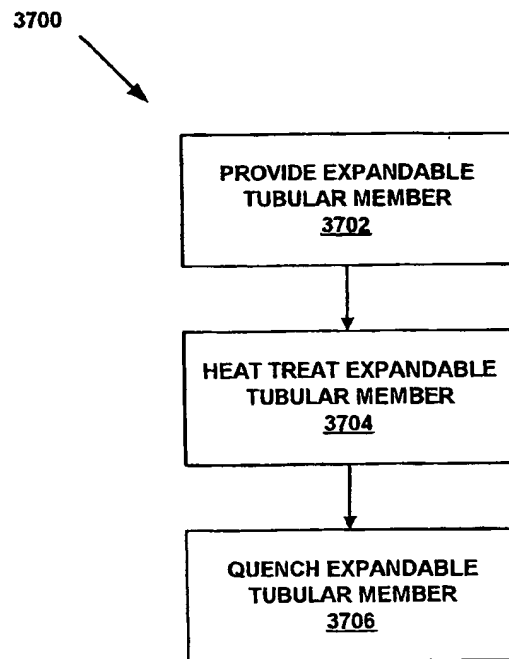 3700
PROVIDE EXPANDABLE
TUBULAR MEMBER
3702
HEAT TREAT EXPANDABLE
TUBULAR MEMBER
3704
QUENCH EXPANDABLE
TUBULAR MEMBER
3706